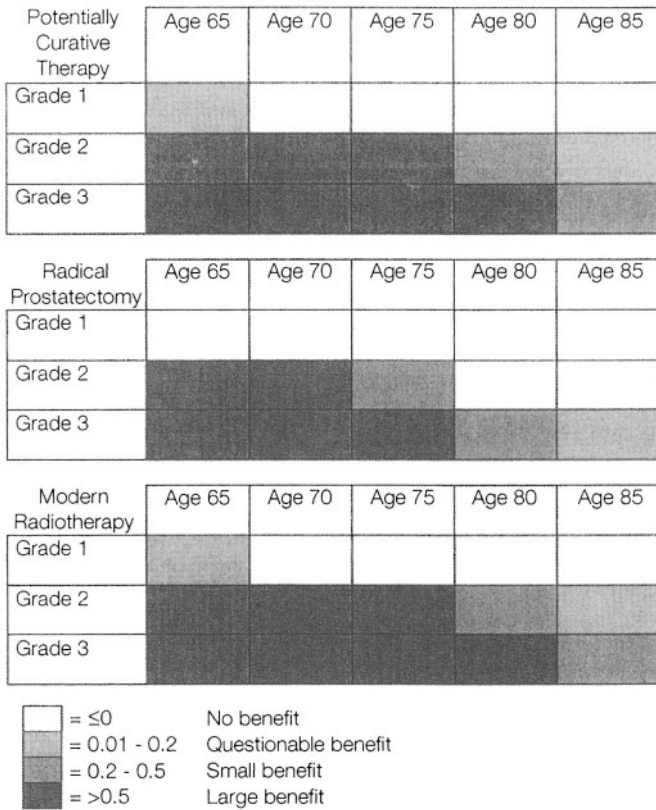 Potentially
Curative
Therapy
Age 65 Age 70 Age 75 Age 80 Age 85
Grade 1
Grade 2
Grade 3
Radical
Prostatectomy
Age 65 Age 70 Age 75 Age 80 Age 85
Grade 1
Grade 2
Grade 3
Modern
Radiotherapy
Age 65 Age 70 Age 75 Age 80 Age 85
Grade 1
Grade 2
Grade 3
= ≤0 No benefit
= 0.01 - 0.2 Questionable benefit
= 0.2 - 0.5 Small benefit
= >0.5 Large benefit